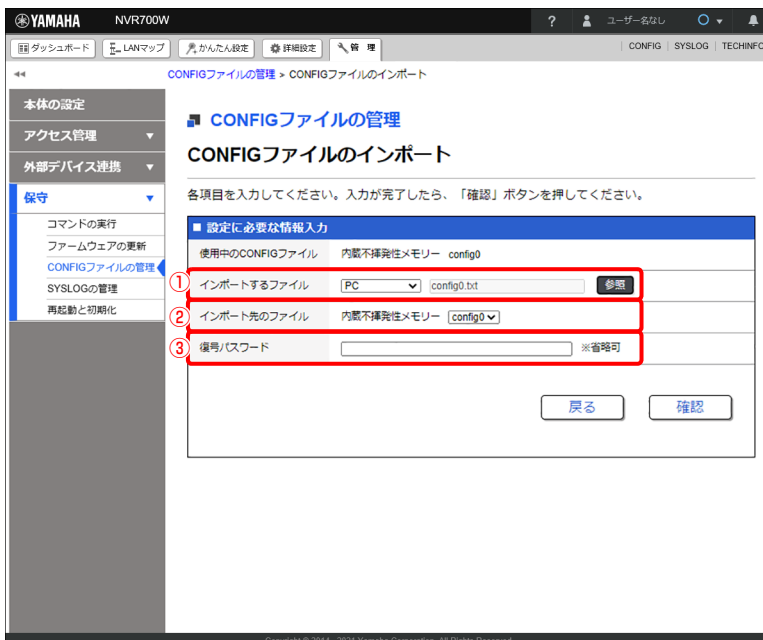 YAMAHA NVR700W ? ユーザー名なし
ダッシュボード LANマップ かんたん設定 詳細設定 管 理 CONFIG SYSLOG TECHINFO
CONFIGファイルの管理 > CONFIGファイルのインポート
本体の設定
アクセス管理 ▼
外部デバイス連携 ▼
保守 ▼
コマンドの実行
ファームウェアの更新
CONFIGファイルの管理
SYSLOGの管理
再起動と初期化
CONFIGファイルの管理
CONFIGファイルのインポート
各項目を入力してください。入力が完了したら、「確認」ボタンを押してください。
■ 設定に必要な情報入力
使用中のCONFIGファイル 内蔵不揮発性メモリー config0
① インポートするファイル PC config0.txt 参照
② インポート先のファイル 内蔵不揮発性メモリー config0
③ 復号パスワード ※省略可
戻る 確認
Copyright © 2014 - 2021 Yamaha Corporation. All Rights Reserved.